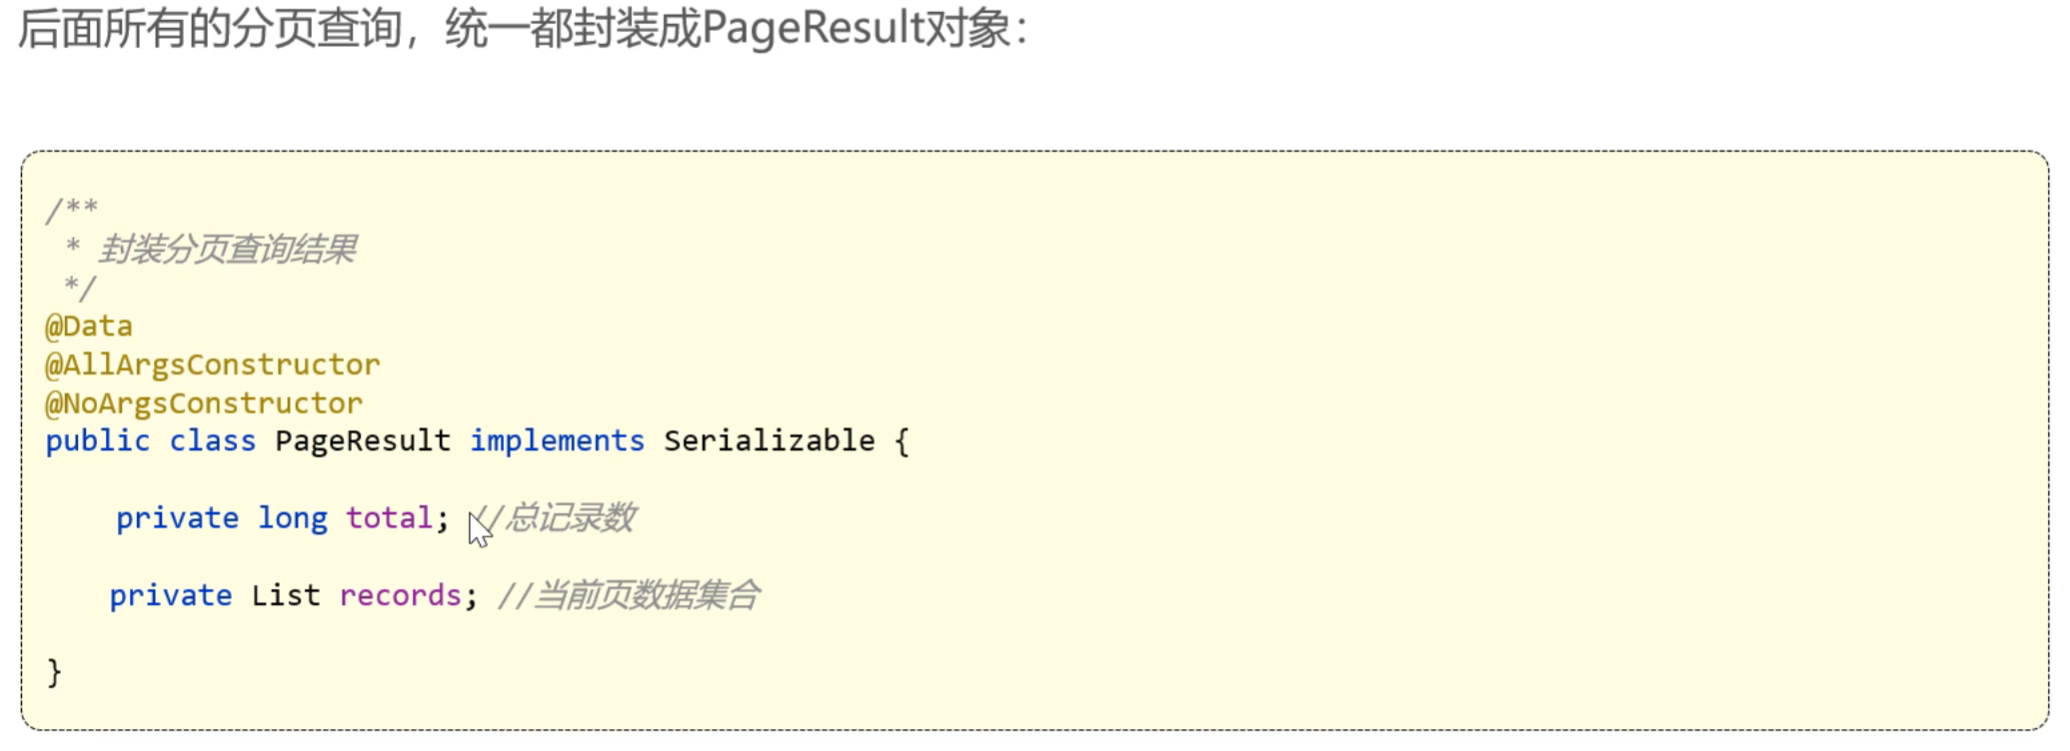 后面所有的分页查询，统一都封装成PageResult对象：
/**
 * 封装分页查询结果
 */
@Data
@AllArgsConstructor
@NoArgsConstructor
public class PageResult implements Serializable {
    private long total; //总记录数
    private List records; //当前页数据集合
}